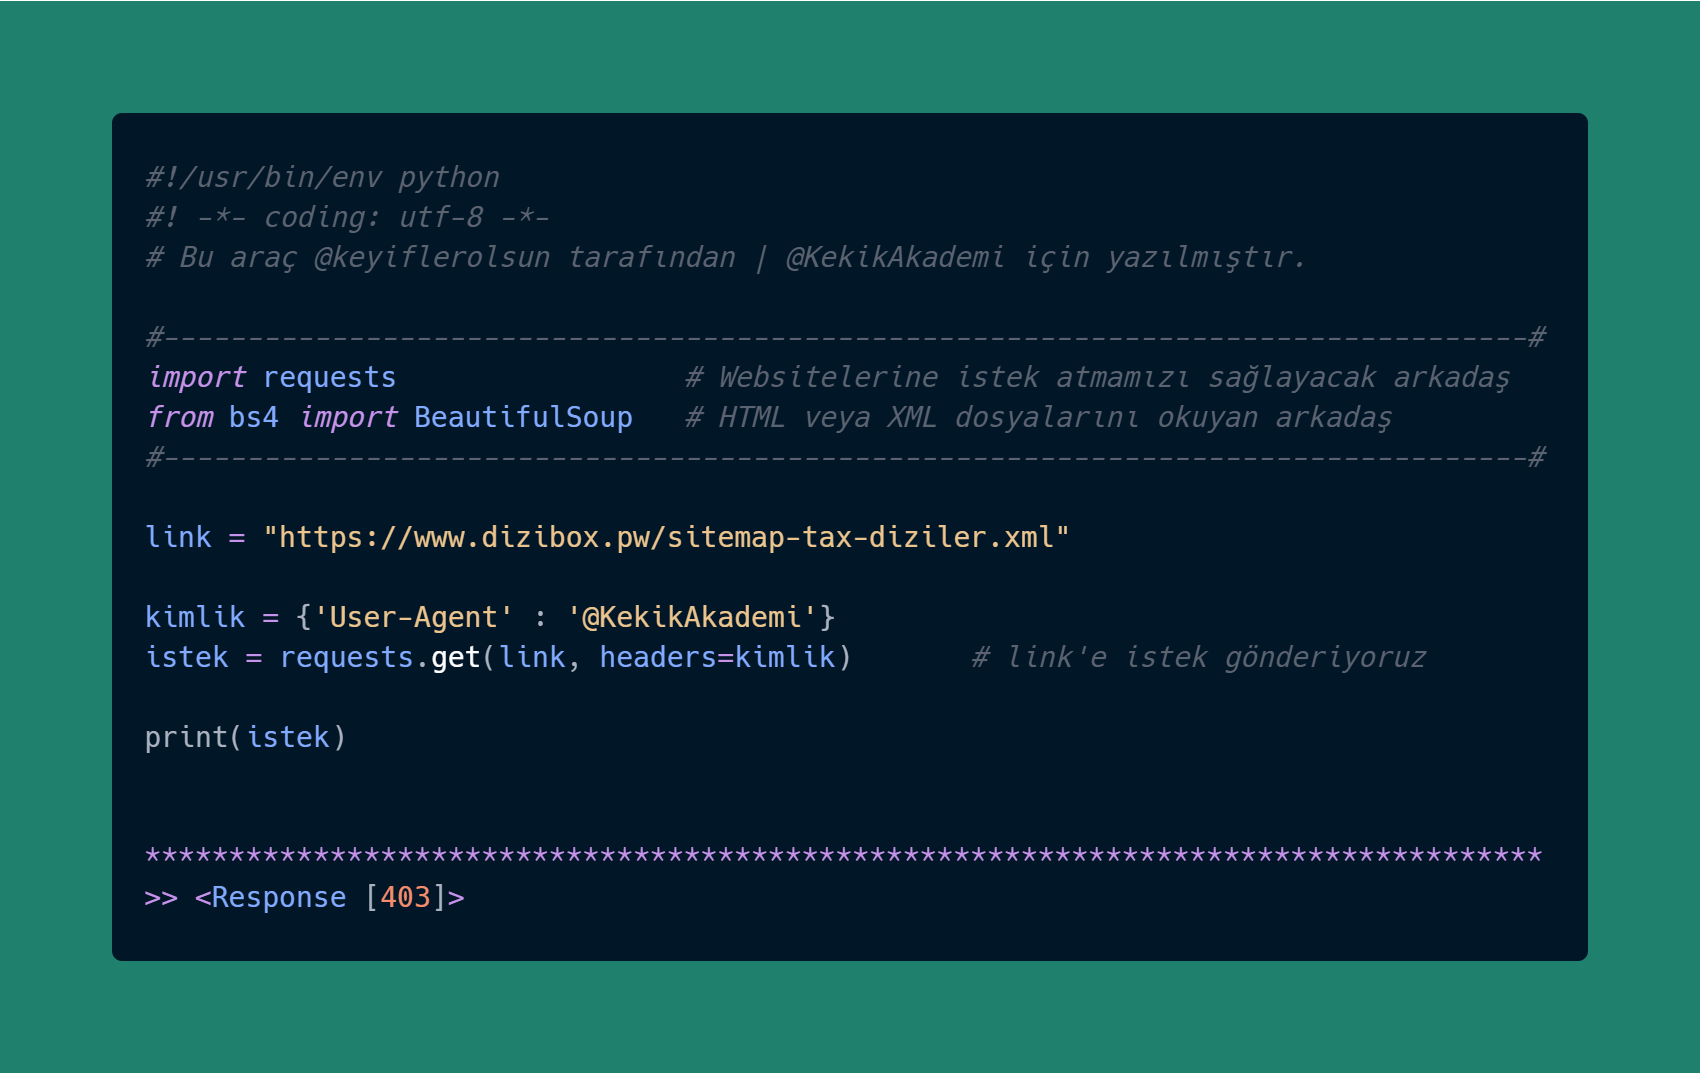 #!/usr/bin/env python
#! -*- coding: utf-8 -*-
# Bu araç @keyiflerolsun tarafından | @KekikAkademi için yazılmıştır.
#---------------------------------------------------------------------------------#
import requests                 # Websitelerine istek atmamızı sağlayacak arkadaş
from bs4 import BeautifulSoup   # HTML veya XML dosyalarını okuyan arkadaş
#---------------------------------------------------------------------------------#
link = "https://www.dizibox.pw/sitemap-tax-diziler.xml"
kimlik = {'User-Agent' : '@KekikAkademi'}
istek = requests.get(link, headers=kimlik)       # link'e istek gönderiyoruz
print(istek)
***********************************************************************************
>> <Response [403]>